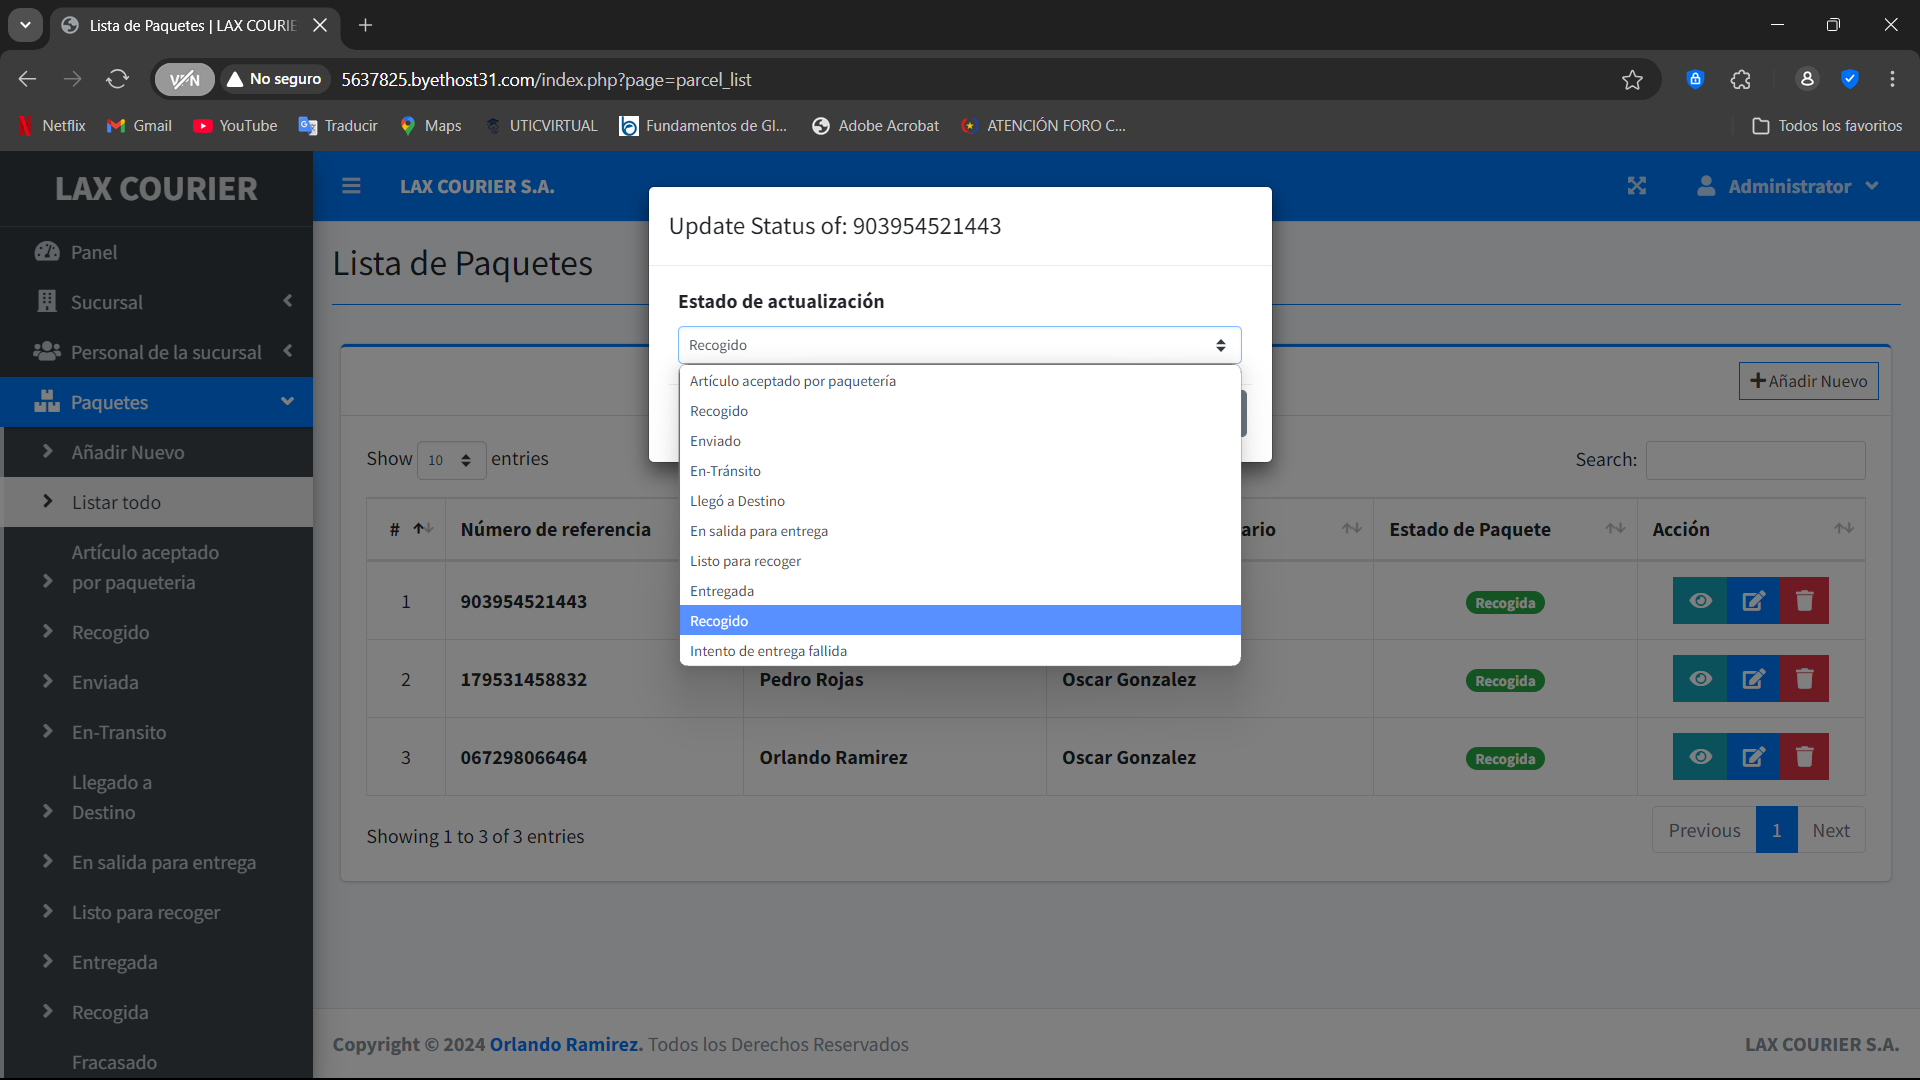 Lista de Paquetes | LAX COURIE
VPN
No seguro
5637825.byethost31.com/index.php?page=parcel_list
Netflix
Gmail
YouTube
Traducir
Maps
UTICVIRTUAL
Fundamentos de GI...
Adobe Acrobat
ATENCIÓN FORO C...
Todos los favoritos
LAX COURIER
LAX COURIER S.A.
Administrator
Panel
Sucursal
Personal de la sucursal
Paquetes
Añadir Nuevo
Listar todo
Artículo aceptado
por paqueteria
Recogido
Enviada
En-Transito
Llegado a
Destino
En salida para entrega
Listo para recoger
Entregada
Recogida
Fracasado
Lista de Paquetes
Update Status of: 903954521443
Estado de actualización
Recogido
Artículo aceptado por paquetería
Recogido
Enviado
En-Tránsito
Llegó a Destino
En salida para entrega
Listo para recoger
Entregada
Recogido
Intento de entrega fallida
Añadir Nuevo
Show 10 entries
Search:
# Número de referencia ario Estado de Paquete Acción
1 903954521443 Recogida
2 179531458832 Pedro Rojas Oscar Gonzalez Recogida
3 067298066464 Orlando Ramirez Oscar Gonzalez Recogida
Showing 1 to 3 of 3 entries
Previous 1 Next
Copyright © 2024 Orlando Ramirez. Todos los Derechos Reservados
LAX COURIER S.A.